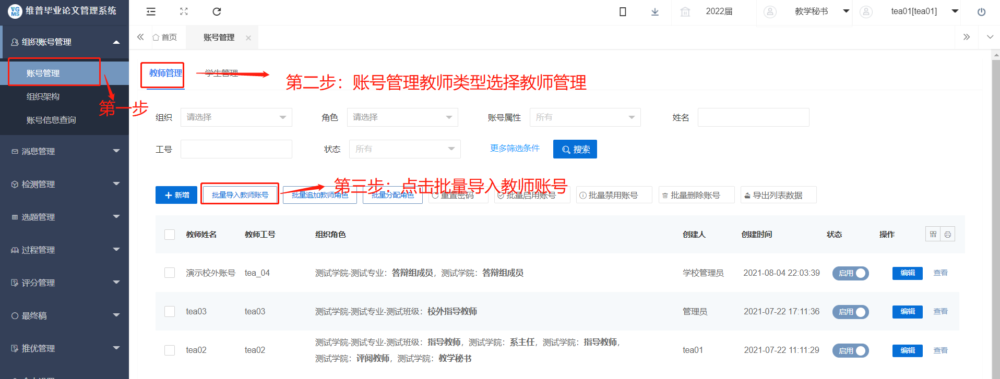 VGMS 维普毕业论文管理系统
2022届
教学秘书
tea01[tea01]
组织账号管理
账号管理
组织架构
账号信息查询
消息管理
检测管理
选题管理
过程管理
评分管理
最终稿
推优管理
首页
账号管理
教师管理
学生管理
第一步
第二步：账号管理教师类型选择教师管理
组织 请选择
角色 请选择
账号属性 所有
姓名
工号
状态 所有
更多筛选条件
搜索
第三步：点击批量导入教师账号
新增
批量导入教师账号
批量追加教师角色
批量分配角色
重置密码
批量启用账号
批量禁用账号
批量删除账号
导出列表数据
教师姓名 教师工号 组织角色 创建人 创建时间 状态 操作
演示校外账号 tea_04 测试学院-测试专业：答辩组成员，测试学院：答辩组成员 学校管理员 2021-08-04 22:03:39 启用 编辑 查看
tea03 tea03 测试学院-测试专业-测试班级：校外指导教师 管理员 2021-07-22 17:11:36 启用 编辑 查看
tea02 tea02 测试学院-测试专业-测试班级：指导教师，测试学院：系主任，测试学院：指导教师， tea01 2021-07-22 11:11:29 启用 编辑 查看
测试学院：评阅教师，测试学院：教学秘书